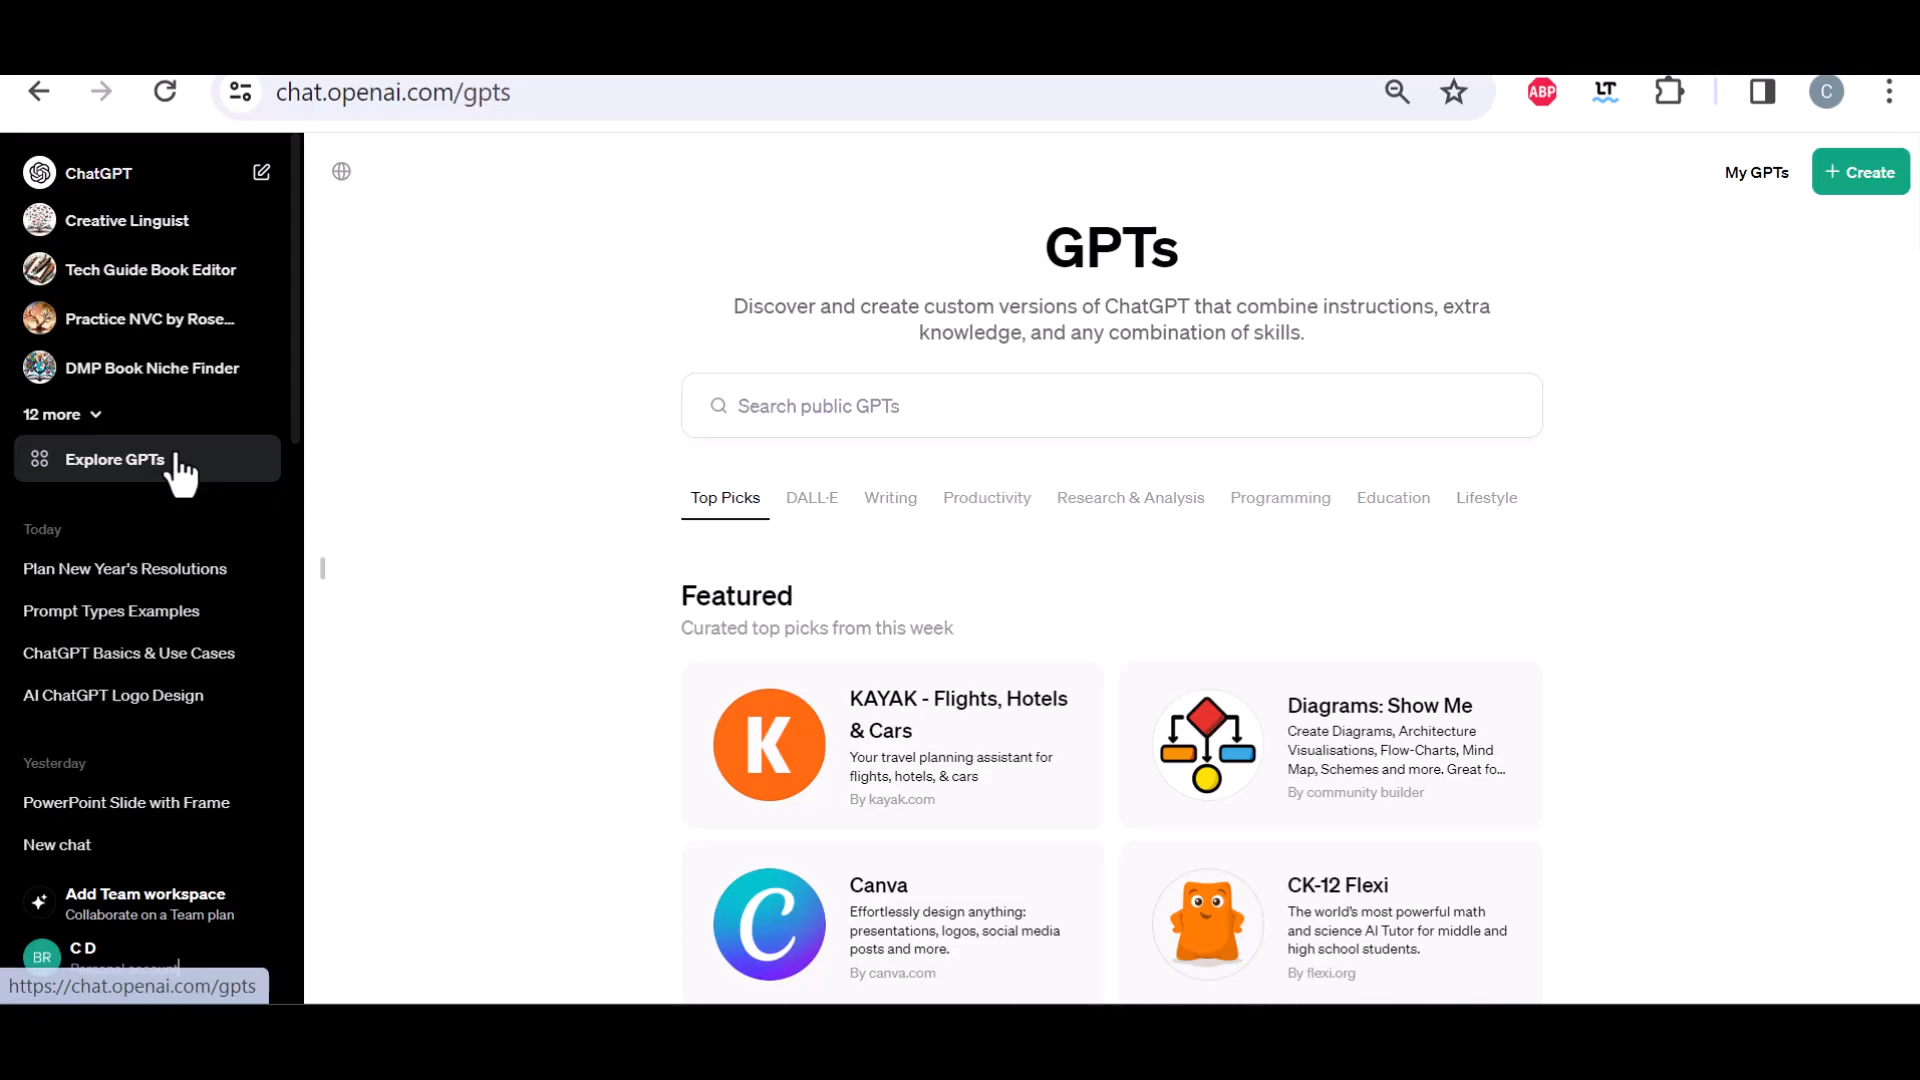 chat.openai.com/gpts
ABP
LT
C
ChatGPT
Creative Linguist
Tech Guide Book Editor
Practice NVC by Rose...
DMP Book Niche Finder
12 more
Explore GPTs
Today
Plan New Year's Resolutions
Prompt Types Examples
ChatGPT Basics & Use Cases
AI ChatGPT Logo Design
Yesterday
PowerPoint Slide with Frame
New chat
Add Team workspace
Collaborate on a Team plan
BR
C D
Personal account
https://chat.openai.com/gpts
My GPTs
+ Create
GPTs
Discover and create custom versions of ChatGPT that combine instructions, extra
knowledge, and any combination of skills.
Search public GPTs
Top Picks DALL·E Writing Productivity Research & Analysis Programming Education Lifestyle
Featured
Curated top picks from this week
K
KAYAK - Flights, Hotels
& Cars
Your travel planning assistant for
flights, hotels, & cars
By kayak.com
Diagrams: Show Me
Create Diagrams, Architecture
Visualisations, Flow-Charts, Mind
Map, Schemes and more. Great fo...
By community builder
C
Canva
Effortlessly design anything:
presentations, logos, social media
posts and more.
By canva.com
CK-12 Flexi
The world's most powerful math
and science AI Tutor for middle and
high school students.
By flexi.org